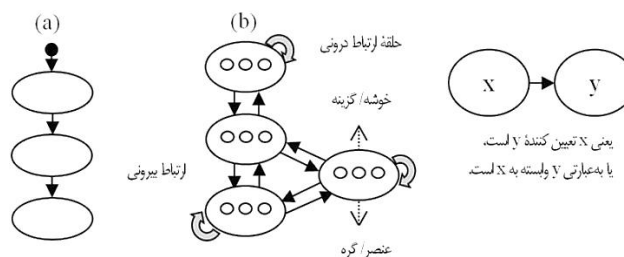 (a)
(b)
حلقهٔ ارتباط درونی
خوشه/ گزینه
ارتباط بیرونی
عنصر/ گره
x
y
یعنی x تعیین کنندهٔ y است.
یا به‌عبارتی y وابسته به x است.